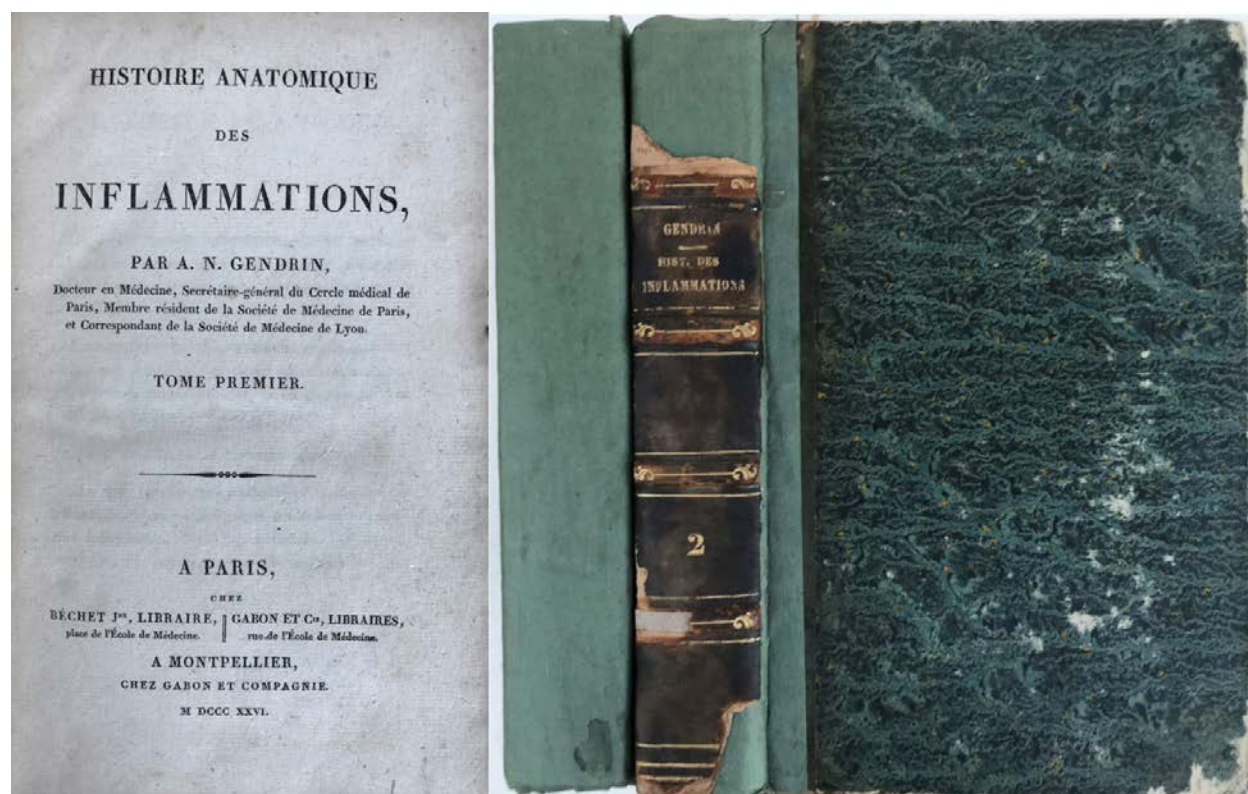 HISTOIRE ANATOMIQUE
DES
INFLAMMATIONS,
PAR A. N. GENDRIN,
Docteur en Médecine, Secrétaire-général du Cercle médical de
Paris, Membre résident de la Société de Médecine de Paris,
et Correspondant de la Société de Médecine de Lyon.
TOME PREMIER.
A PARIS,
CHEZ
BÉCHET Jne, LIBRAIRE,
place de l'École de Médecine.
GABON ET Cie, LIBRAIRES,
rue de l'École de Médecine.
A MONTPELLIER,
CHEZ GABON ET COMPAGNIE.
M DCCC XXVI.
GENDRIN
HIST. DES
INFLAMMATIONS
2